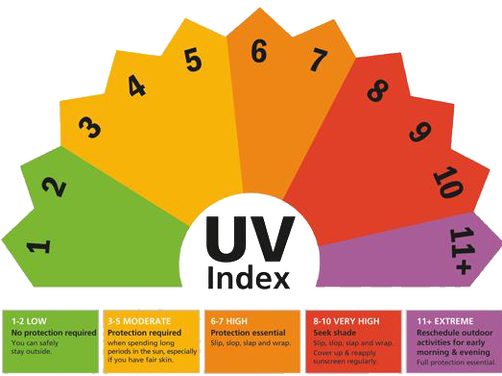 1
2
3
4
5
6
7
8
9
10
11+
UV
Index
1-2 LOW
No protection required
You can safely
stay outside.
3-5 MODERATE
Protection required
when spending long
periods in the sun, especially
if you have fair skin.
6-7 HIGH
Protection essential
Slip, slop, slap and wrap.
8-10 VERY HIGH
Seek shade
Slip, slop, slap and wrap
Cover up & reapply
sunscreen regularly.
11+ EXTREME
Reschedule outdoor
activities for early
morning & evening
Full protection essential.